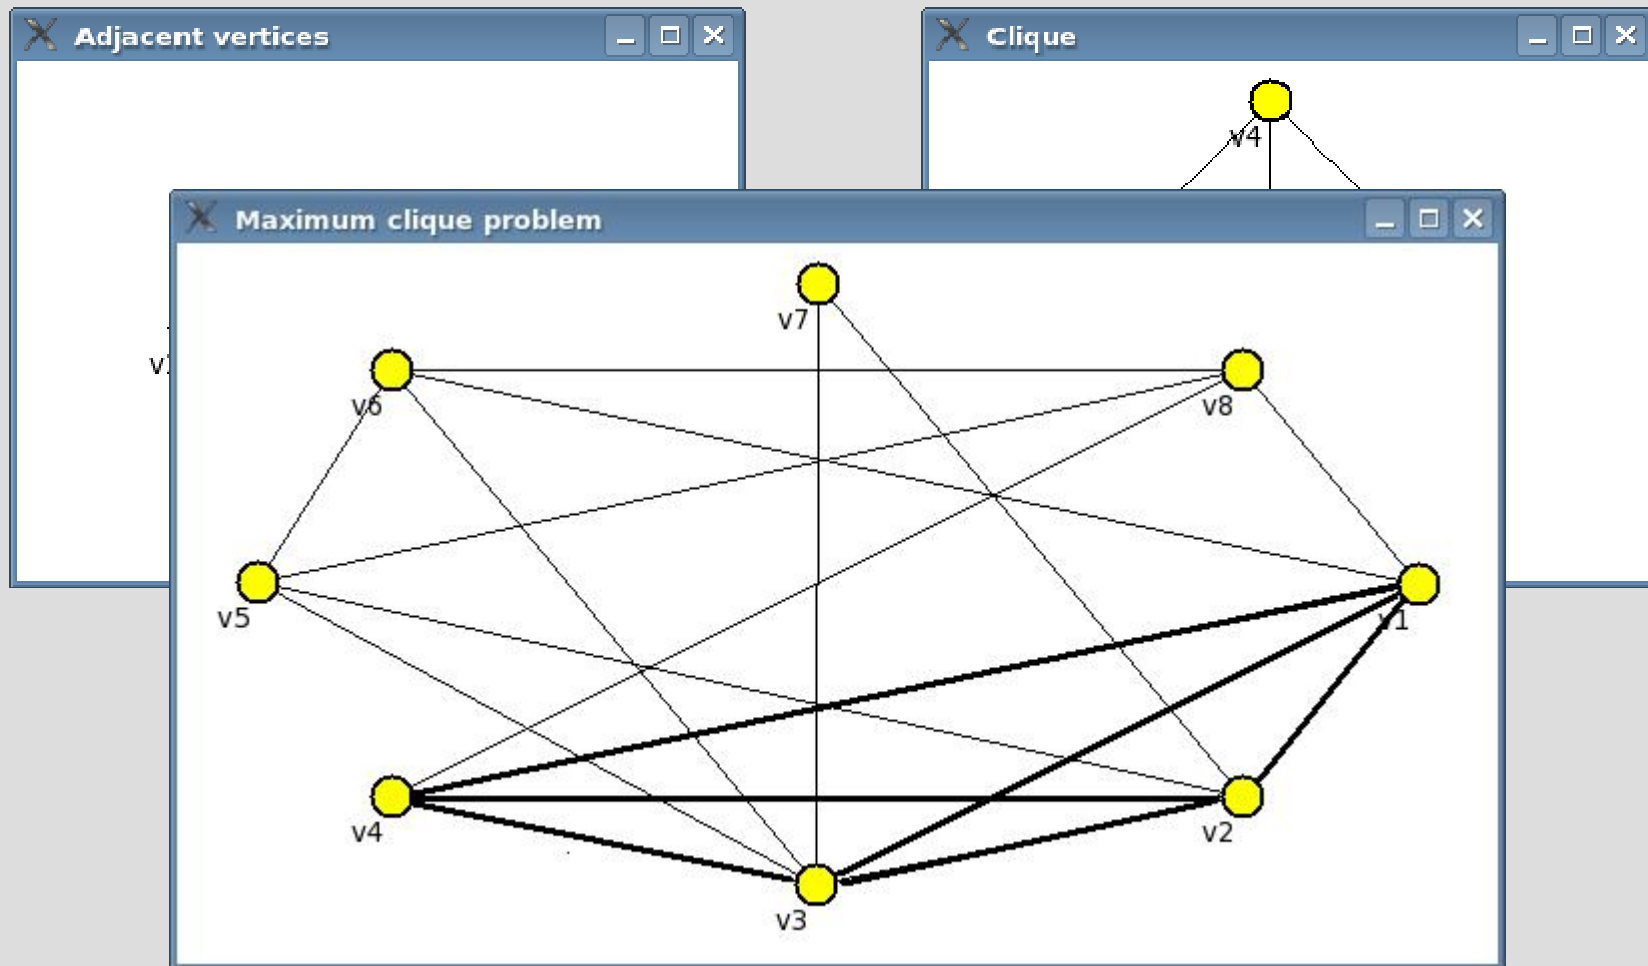 Adjacent vertices
Clique
v4
Maximum clique problem
v7
v6
v8
v5
v1
v4
v2
v3